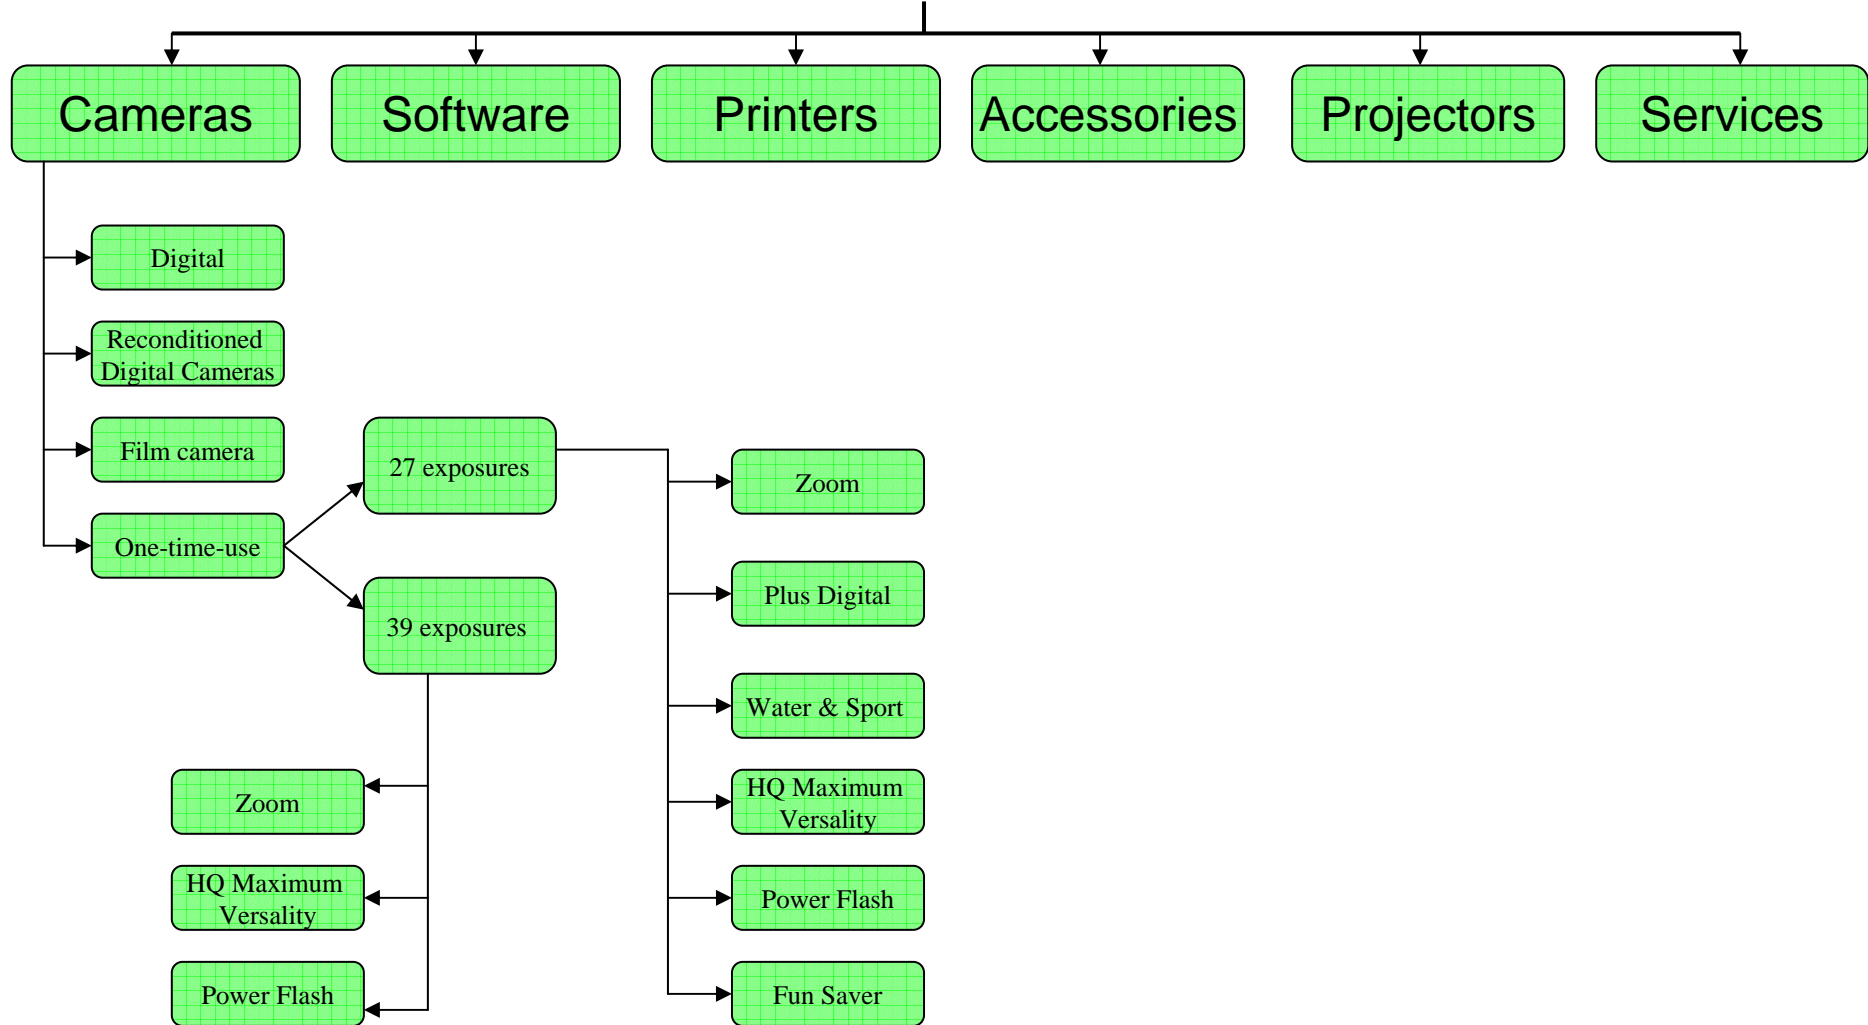 Cameras
Software
Printers
Accessories
Projectors
Services
Digital
Reconditioned
Digital Cameras
Film camera
One-time-use
27 exposures
39 exposures
Zoom
Plus Digital
Water & Sport
HQ Maximum
Versality
Power Flash
Fun Saver
Zoom
HQ Maximum
Versality
Power Flash